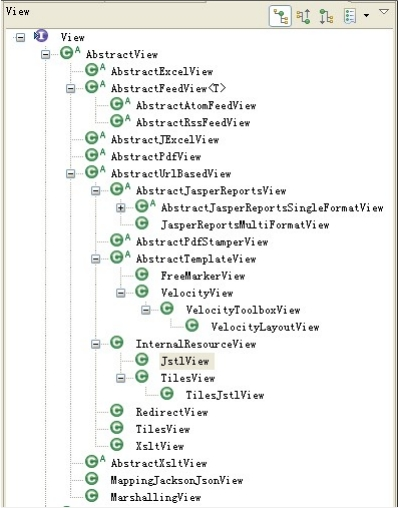 View
View
AbstractView
AbstractExcelView
AbstractFeedView<T>
AbstractAtomFeedView
AbstractRssFeedView
AbstractJExcelView
AbstractPdfView
AbstractUrlBasedView
AbstractJasperReportsView
AbstractJasperReportsSingleFormatView
JasperReportsMultiFormatView
AbstractPdfStamperView
AbstractTemplateView
FreeMarkerView
VelocityView
VelocityToolboxView
VelocityLayoutView
InternalResourceView
JstlView
TilesView
TilesJstlView
RedirectView
TilesView
XsltView
AbstractXsltView
MappingJacksonJsonView
MarshallingView